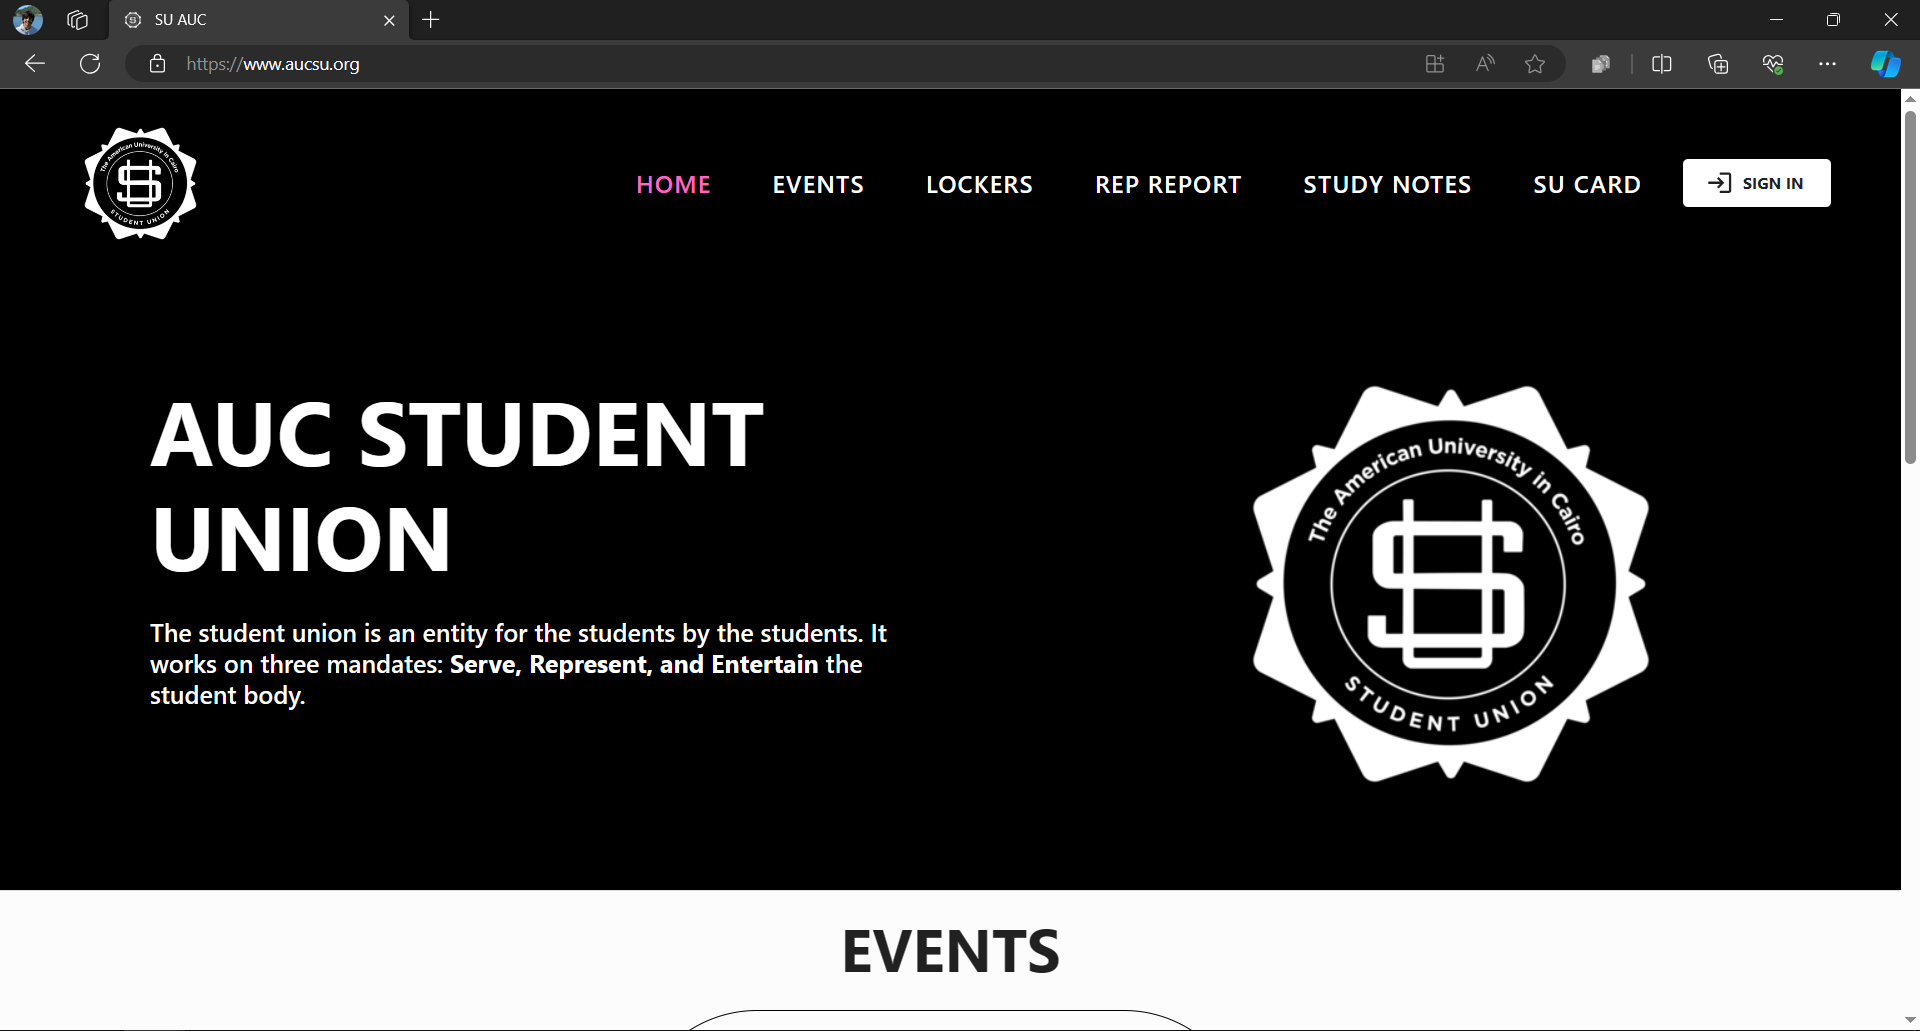 SU AUC
https://www.aucsu.org
The American University in Cairo
STUDENT UNION
HOME
EVENTS
LOCKERS
REP REPORT
STUDY NOTES
SU CARD
SIGN IN
AUC STUDENT
UNION
The student union is an entity for the students by the students. It
works on three mandates: Serve, Represent, and Entertain the
student body.
The American University in Cairo
SU
STUDENT UNION
EVENTS